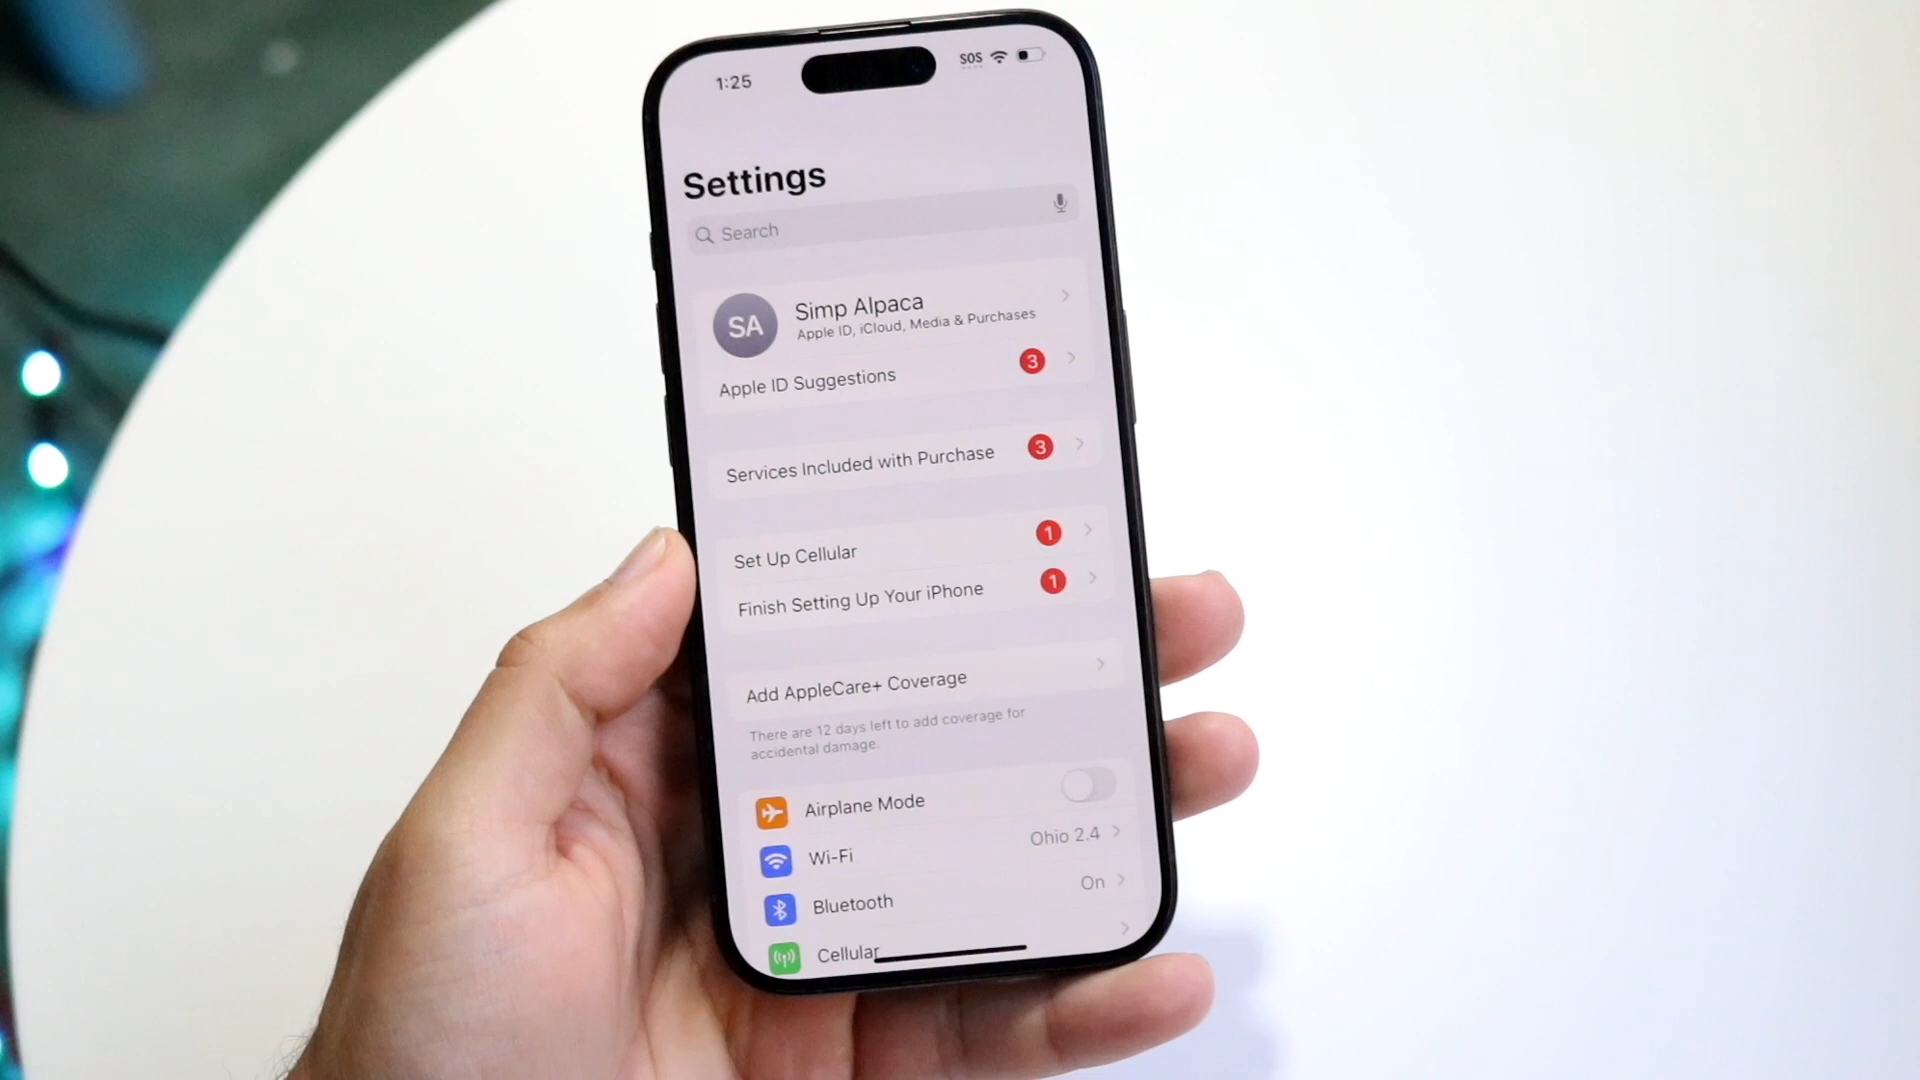 1:25
SOS
Settings
Search
SA
Simp Alpaca
Apple ID, iCloud, Media & Purchases
Apple ID Suggestions
3
Services Included with Purchase
3
Set Up Cellular
1
Finish Setting Up Your iPhone
1
Add AppleCare+ Coverage
There are 12 days left to add coverage for
accidental damage.
Airplane Mode
Wi-Fi
Ohio 2.4
Bluetooth
On
Cellular